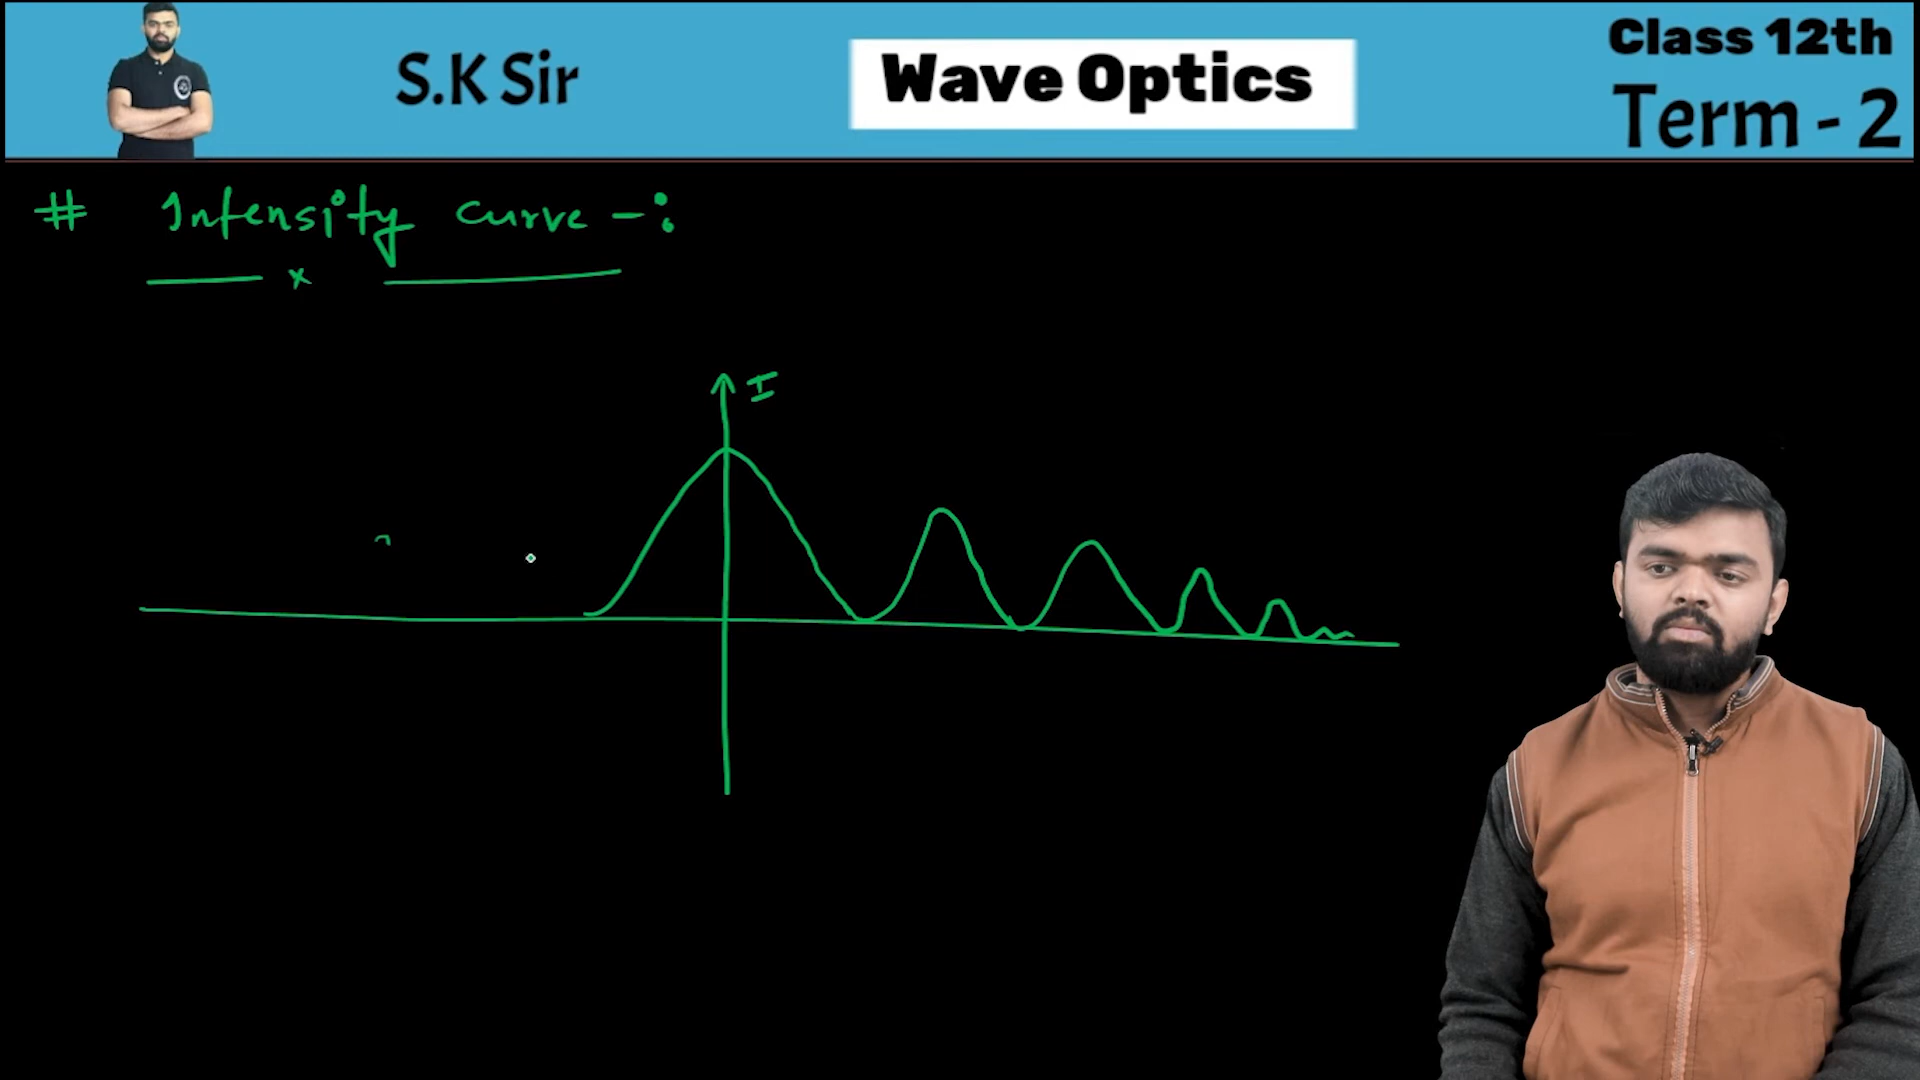 S.K Sir
Wave Optics
Class 12th
Term - 2
# Intensity curve -:
x
I